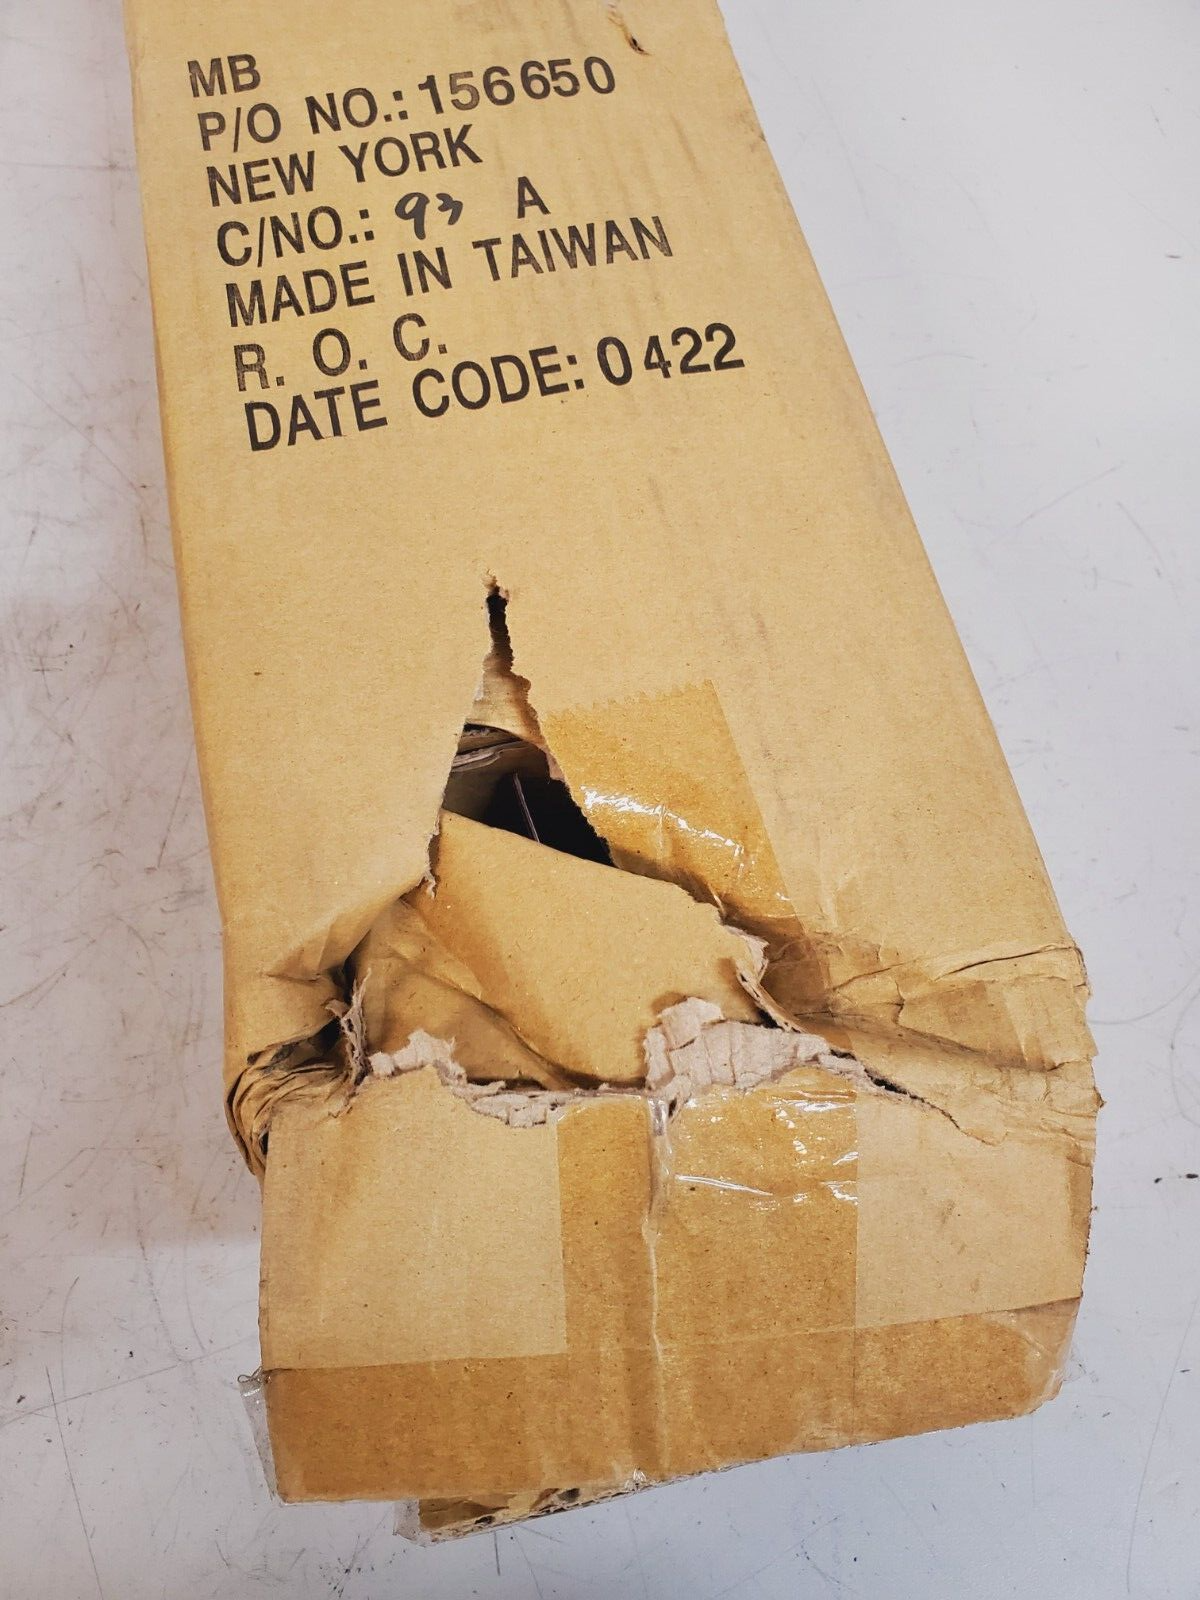 MB
P/O NO.: 156650
NEW YORK
C/NO.: 93 A
MADE IN TAIWAN
R. O. C.
DATE CODE: 0422